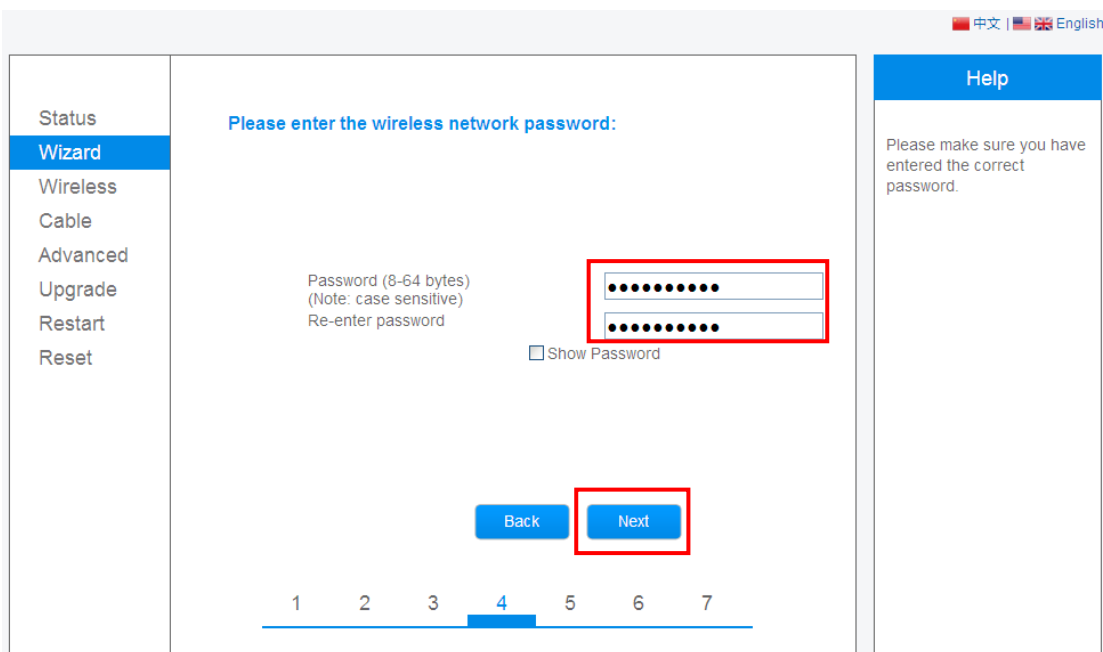 中文 | English
Help
Status
Wizard
Wireless
Cable
Advanced
Upgrade
Restart
Reset
Please enter the wireless network password:
Password (8-64 bytes)
(Note: case sensitive)
Re-enter password
●●●●●●●●●●
●●●●●●●●●●
Show Password
Back
Next
1 2 3 4 5 6 7
Please make sure you have
entered the correct
password.